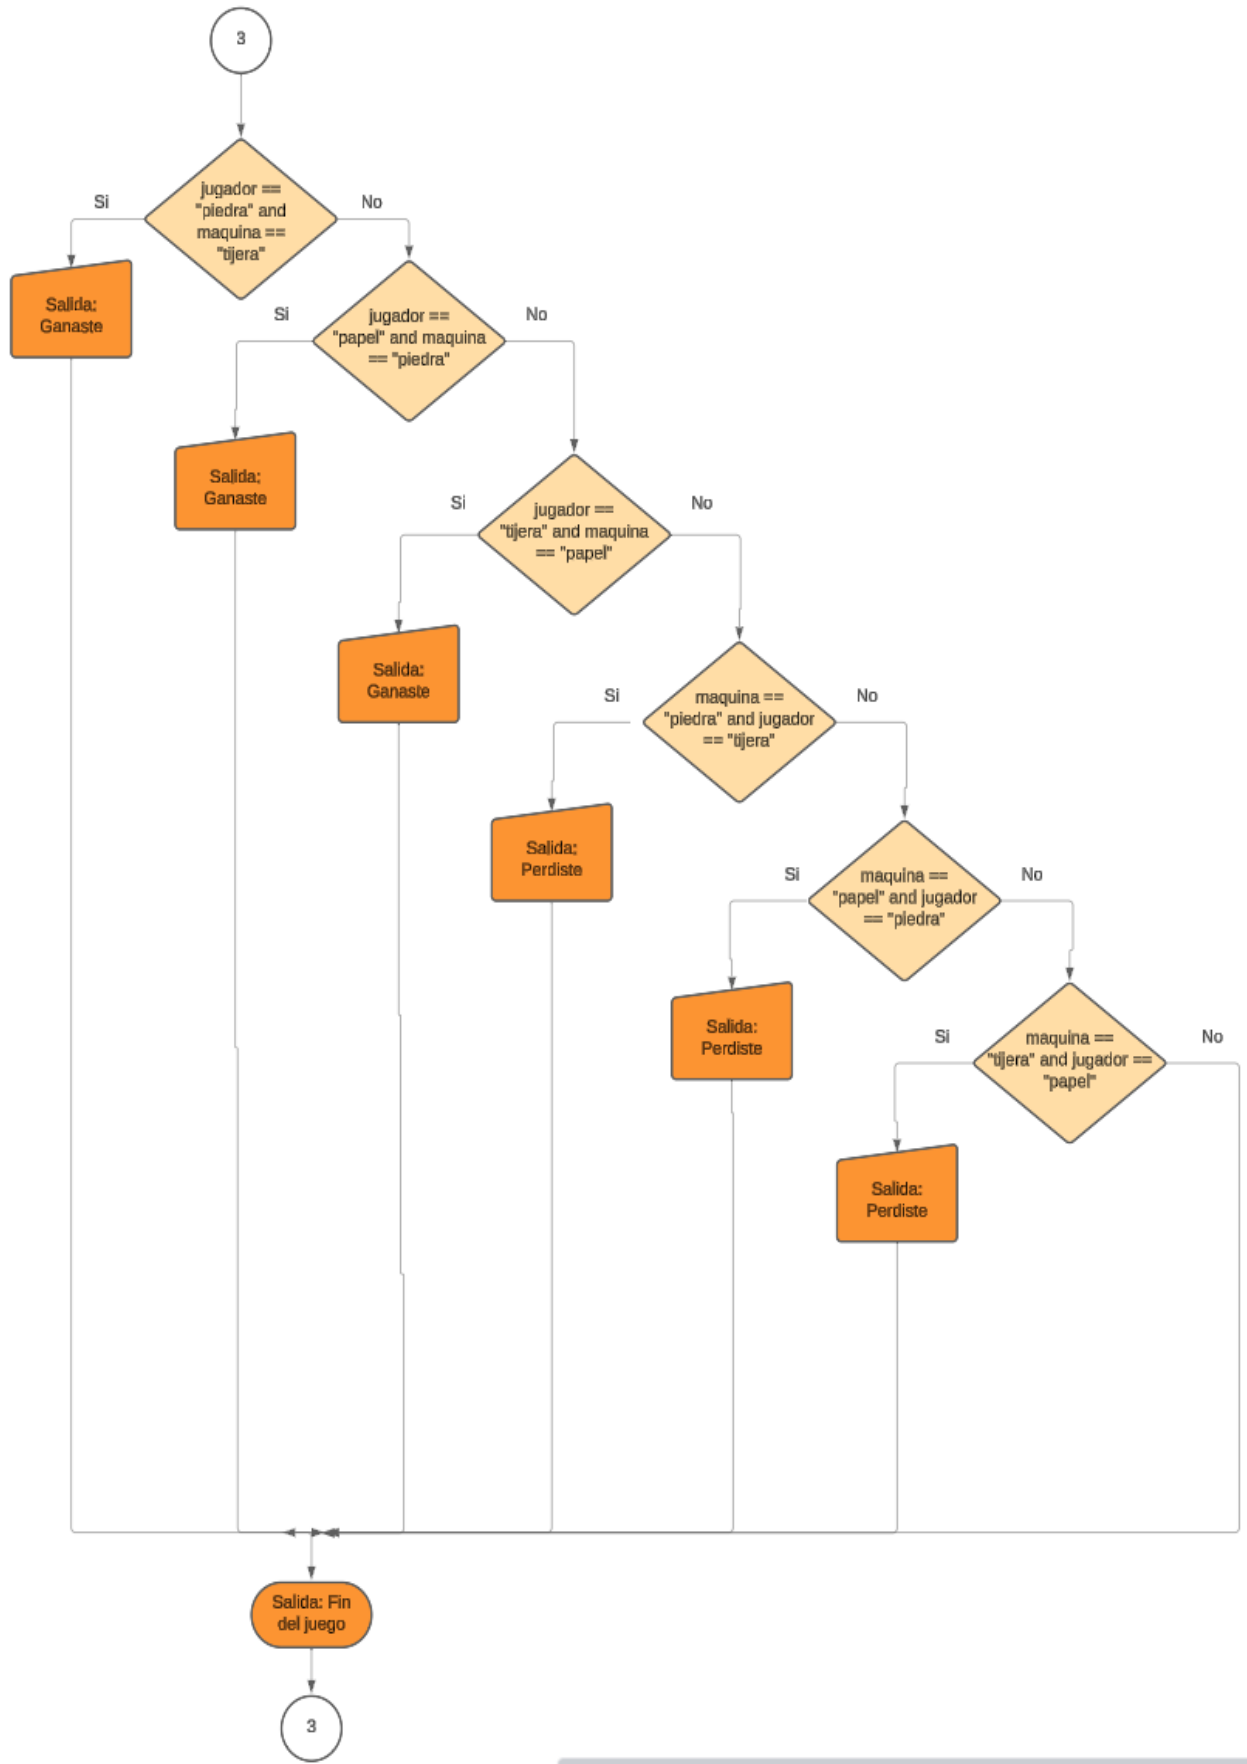 3
Si
jugador ==
"piedra" and
maquina ==
"tijera"
No
Salida:
Ganaste
Si
jugador ==
"papel" and maquina
== "piedra"
No
Salida:
Ganaste
Si
jugador ==
"tijera" and maquina
== "papel"
No
Salida:
Ganaste
Si
maquina ==
"piedra" and jugador
== "tijera"
No
Salida:
Perdiste
Si
maquina ==
"papel" and jugador
== "piedra"
No
Salida:
Perdiste
Si
maquina ==
"tijera" and jugador ==
"papel"
No
Salida:
Perdiste
Salida: Fin
del juego
3